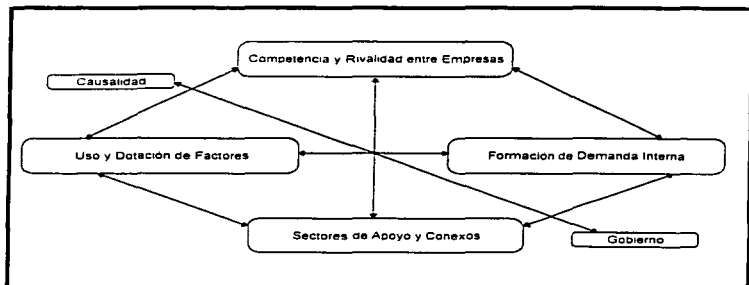 Competencia y Rivalidad entre Empresas
Causalidad
Uso y Dotación de Factores
Formación de Demanda Interna
Sectores de Apoyo y Conexos
Gobierno